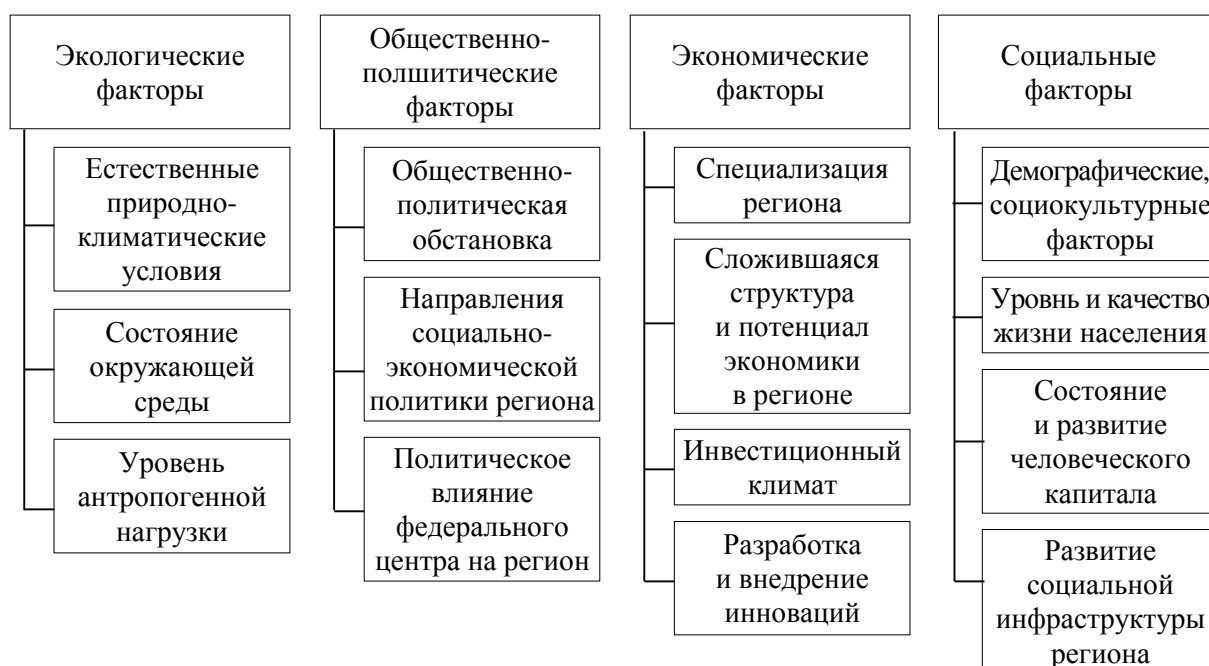 Экологические
факторы
Естественные
природно-
климатические
условия
Состояние
окружающей
среды
Уровень
антропогенной
нагрузки
Общественно-
полшитические
факторы
Общественно-
политическая
обстановка
Направления
социально-
экономической
политики региона
Политическое
влияние
федерального
центра на регион
Экономические
факторы
Специализация
региона
Сложившаяся
структура
и потенциал
экономики
в регионе
Инвестиционный
климат
Разработка
и внедрение
инноваций
Социальные
факторы
Демографические,
социокультурные
факторы
Уровнь и качество
жизни населения
Состояние
и развитие
человеческого
капитала
Развитие
социальной
инфраструктуры
региона